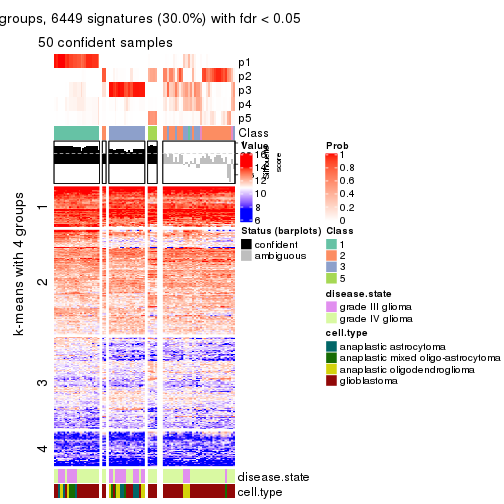 groups, 6449 signatures (30.0%) with fdr < 0.05
50 confident samples
p1
p2
p3
p4
p5
Class
Silhouette
score
k-means with 4 groups
1
2
3
4
Value
16
14
12
10
8
6
Prob
1
0.8
0.6
0.4
0.2
0
Status (barplots)
confident
ambiguous
Class
1
2
3
5
disease.state
grade III glioma
grade IV glioma
cell.type
anaplastic astrocytoma
anaplastic mixed oligo-astrocytoma
anaplastic oligodendroglioma
glioblastoma
disease.state
cell.type